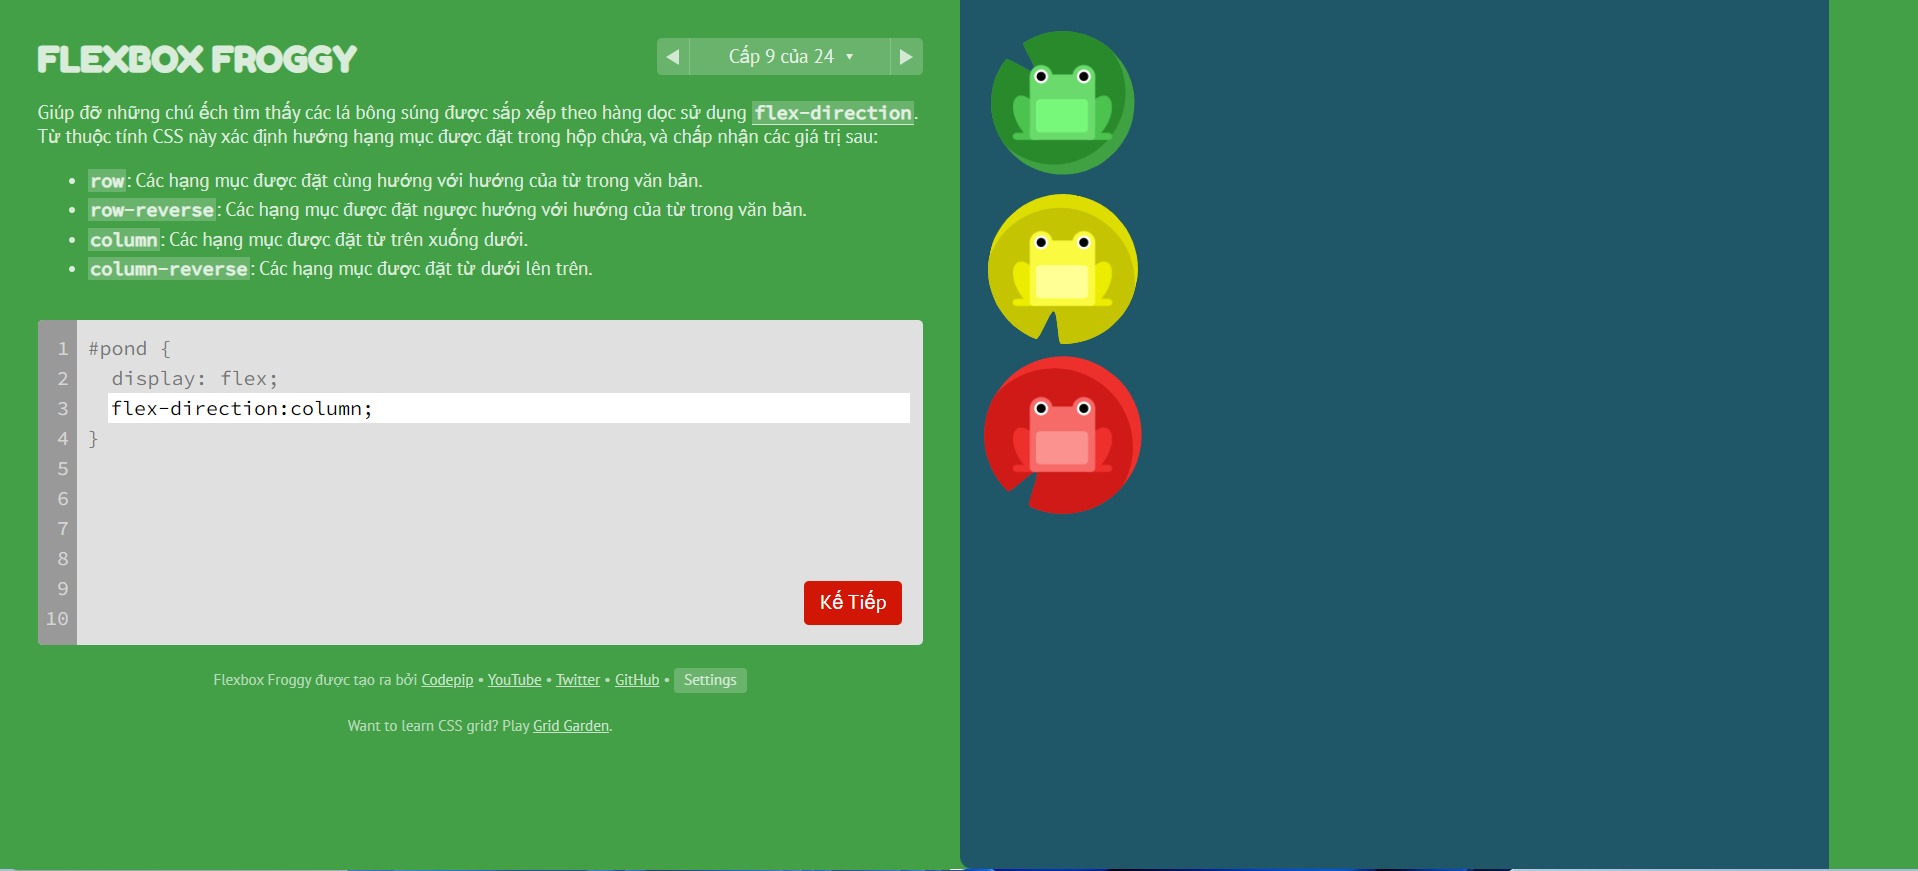 FLEXBOX FROGGY
◀ Cấp 9 của 24 ▼ ▶
Giúp đỡ những chú ếch tìm thấy các lá bông súng được sắp xếp theo hàng dọc sử dụng flex-direction.
Từ thuộc tính CSS này xác định hướng hạng mục được đặt trong hộp chứa, và chấp nhận các giá trị sau:
• row: Các hạng mục được đặt cùng hướng với hướng của từ trong văn bản.
• row-reverse: Các hạng mục được đặt ngược hướng với hướng của từ trong văn bản.
• column: Các hạng mục được đặt từ trên xuống dưới.
• column-reverse: Các hạng mục được đặt từ dưới lên trên.
1 #pond {
2 display: flex;
3 flex-direction:column;
4 }
5
6
7
8
9
10
Kế Tiếp
Flexbox Froggy được tạo ra bởi Codepip • YouTube • Twitter • GitHub • Settings
Want to learn CSS grid? Play Grid Garden.